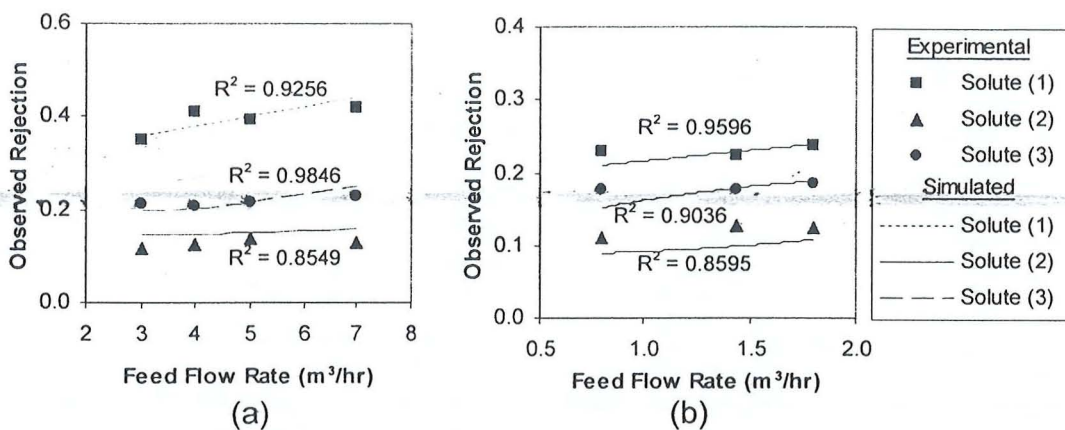 0.6
0.4
0.2
0.0
Observed Rejection
R² = 0.9256
R² = 0.9846
R² = 0.8549
2 3 4 5 6 7 8
Feed Flow Rate (m³/hr)
(a)
0.4
0.3
0.2
0.1
0.0
Observed Rejection
R² = 0.9596
R² = 0.9036
R² = 0.8595
0.5 1.0 1.5 2.0
Feed Flow Rate (m³/hr)
(b)
Experimental
Solute (1)
Solute (2)
Solute (3)
Simulated
Solute (1)
Solute (2)
Solute (3)